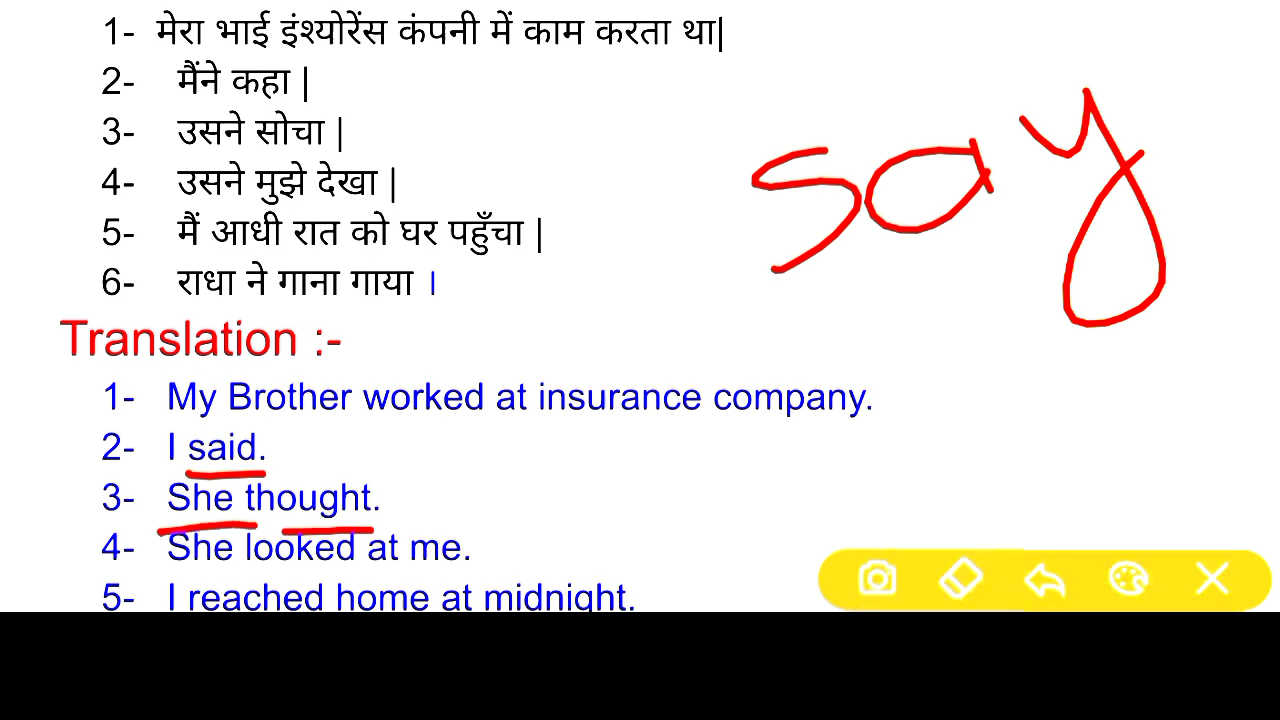 1- मेरा भाई इंश्योरेंस कंपनी में काम करता था|
2- मैंने कहा |
3- उसने सोचा |
4- उसने मुझे देखा |
5- मैं आधी रात को घर पहुँचा |
6- राधा ने गाना गाया ।
say
Translation :-
1- My Brother worked at insurance company.
2- I said.
3- She thought.
4- She looked at me.
5- I reached home at midnight.